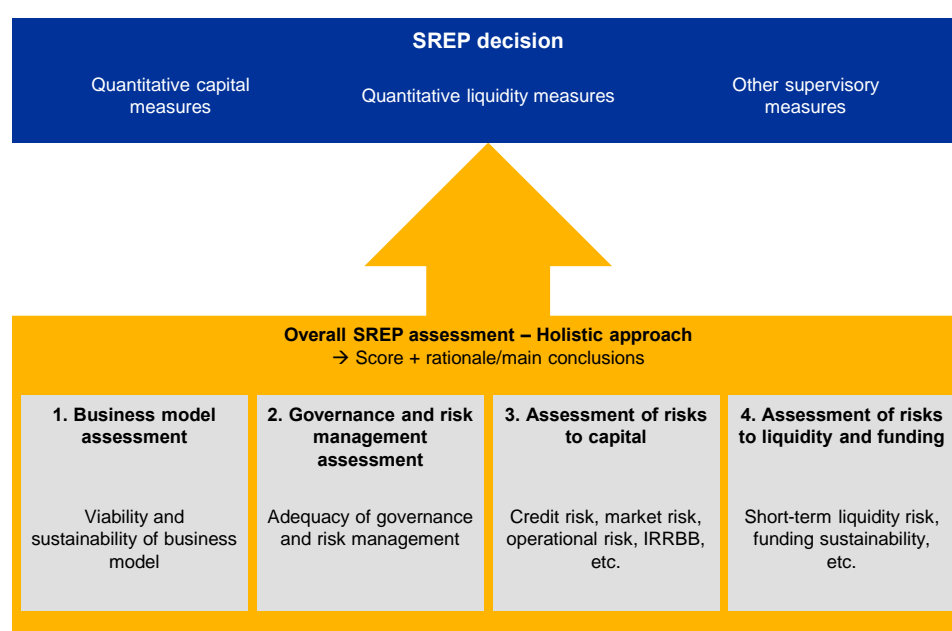 SREP decision
Quantitative capital
measures
Quantitative liquidity measures
Other supervisory
measures
Overall SREP assessment – Holistic approach
→ Score + rationale/main conclusions
1. Business model
assessment
Viability and
sustainability of business
model
2. Governance and risk
management
assessment
Adequacy of governance
and risk management
3. Assessment of risks
to capital
Credit risk, market risk,
operational risk, IRRBB,
etc.
4. Assessment of risks
to liquidity and funding
Short-term liquidity risk,
funding sustainability,
etc.